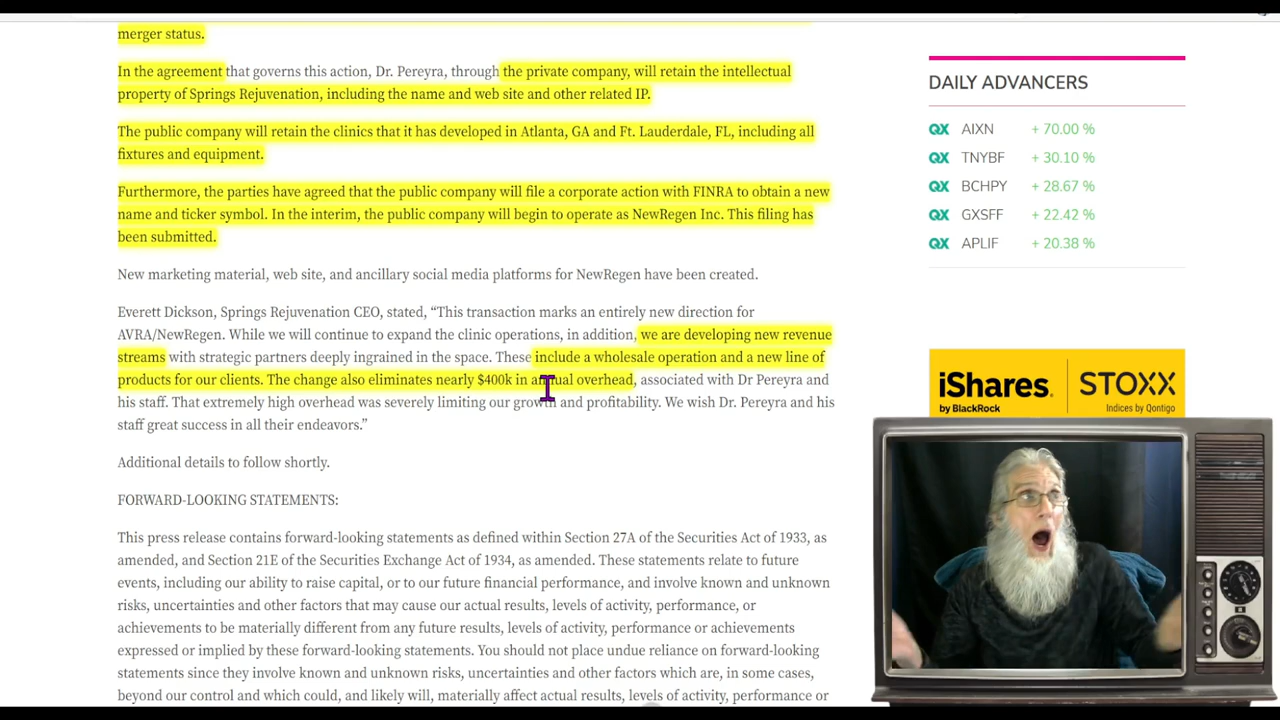 merger status.
In the agreement that governs this action, Dr. Pereyra, through the private company, will retain the intellectual
property of Springs Rejuvenation, including the name and web site and other related IP.
The public company will retain the clinics that it has developed in Atlanta, GA and Ft. Lauderdale, FL, including all
fixtures and equipment.
Furthermore, the parties have agreed that the public company will file a corporate action with FINRA to obtain a new
name and ticker symbol. In the interim, the public company will begin to operate as NewRegen Inc. This filing has
been submitted.
New marketing material, web site, and ancillary social media platforms for NewRegen have been created.
Everett Dickson, Springs Rejuvenation CEO, stated, “This transaction marks an entirely new direction for
AVRA/NewRegen. While we will continue to expand the clinic operations, in addition, we are developing new revenue
streams with strategic partners deeply ingrained in the space. These include a wholesale operation and a new line of
products for our clients. The change also eliminates nearly $400k in annual overhead, associated with Dr Pereyra and
his staff. That extremely high overhead was severely limiting our growth and profitability. We wish Dr. Pereyra and his
staff great success in all their endeavors.”
Additional details to follow shortly.
FORWARD-LOOKING STATEMENTS:
This press release contains forward-looking statements as defined within Section 27A of the Securities Act of 1933, as
amended, and Section 21E of the Securities Exchange Act of 1934, as amended. These statements relate to future
events, including our ability to raise capital, or to our future financial performance, and involve known and unknown
risks, uncertainties and other factors that may cause our actual results, levels of activity, performance, or
achievements to be materially different from any future results, levels of activity, performance or achievements
expressed or implied by these forward-looking statements. You should not place undue reliance on forward-looking
statements since they involve known and unknown risks, uncertainties and other factors which are, in some cases,
beyond our control and which could, and likely will, materially affect actual results, levels of activity, performance or
DAILY ADVANCERS
QX AIXN + 70.00 %
QX TNYBF + 30.10 %
QX BCHPY + 28.67 %
QX GXSFF + 22.42 %
QX APLIF + 20.38 %
iShares.
by BlackRock
STOXX
Indices by Qontigo